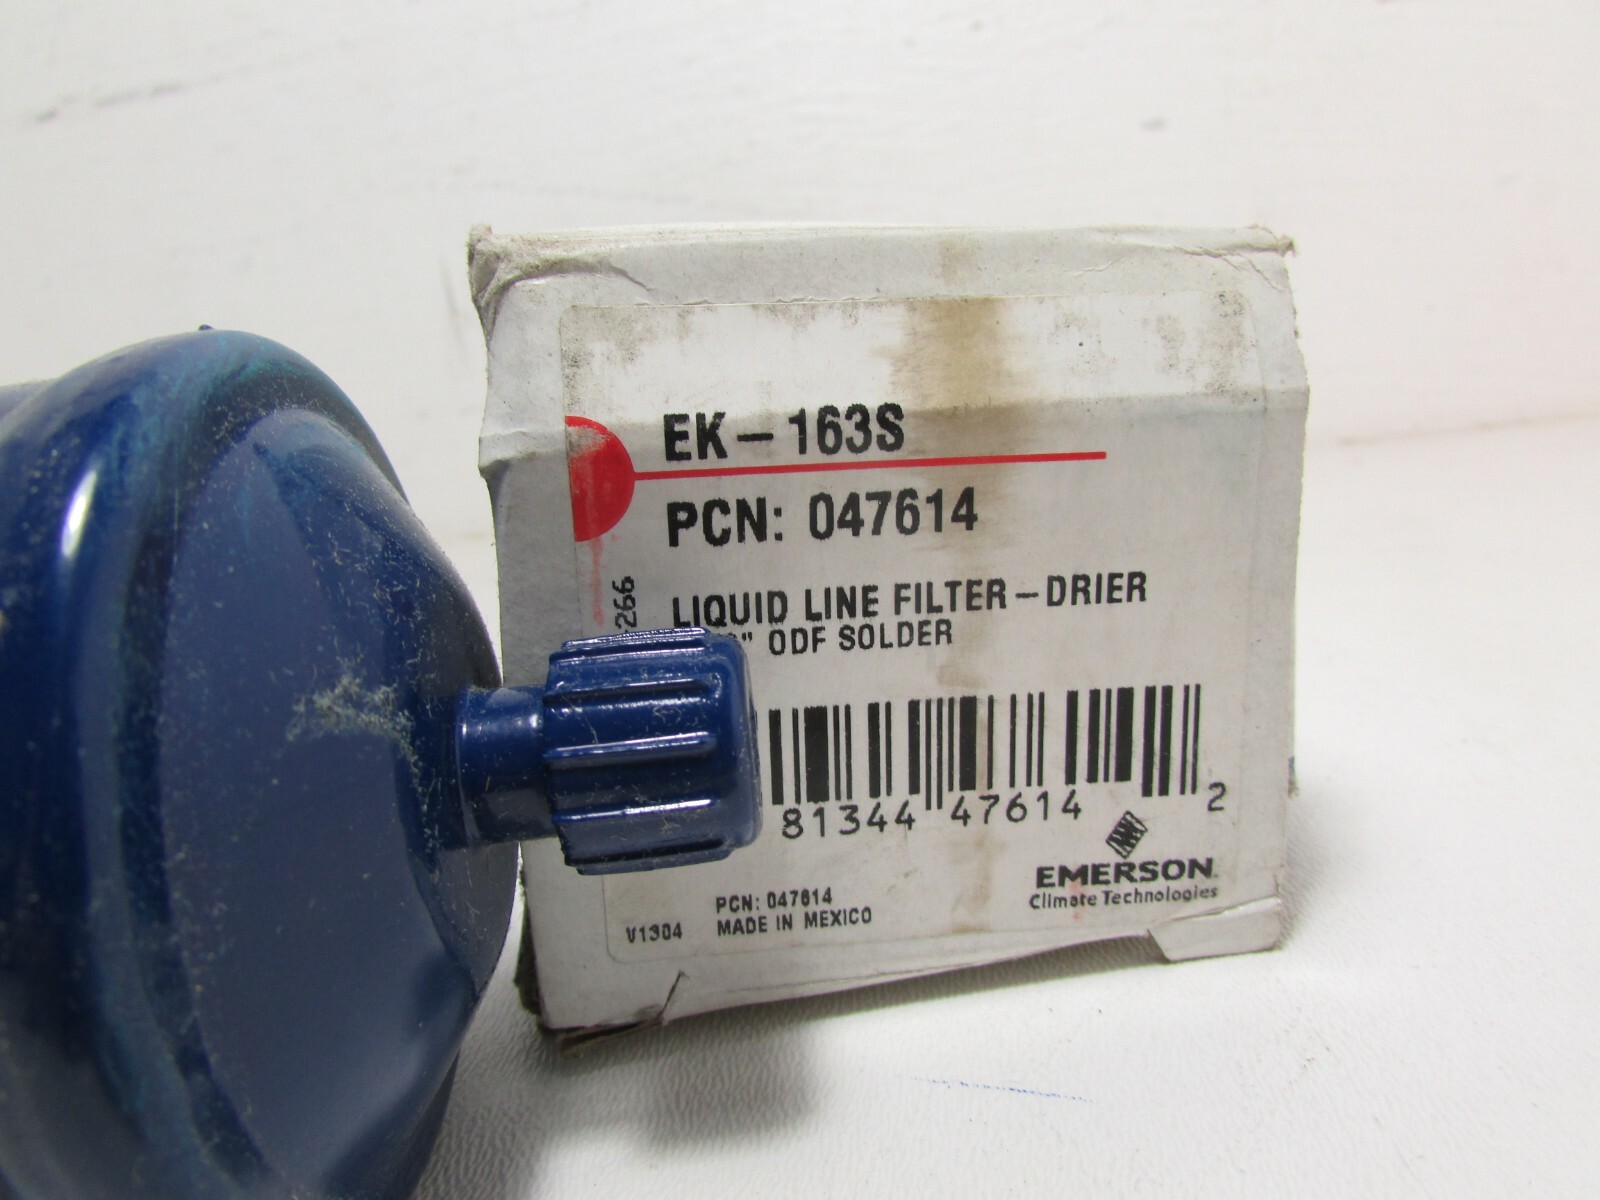 EK-163S
PCN: 047614
266
LIQUID LINE FILTER-DRIER
" ODF SOLDER
81344 47614 2
EMERSON
Climate Technologies
PCN: 047614
V1304 MADE IN MEXICO